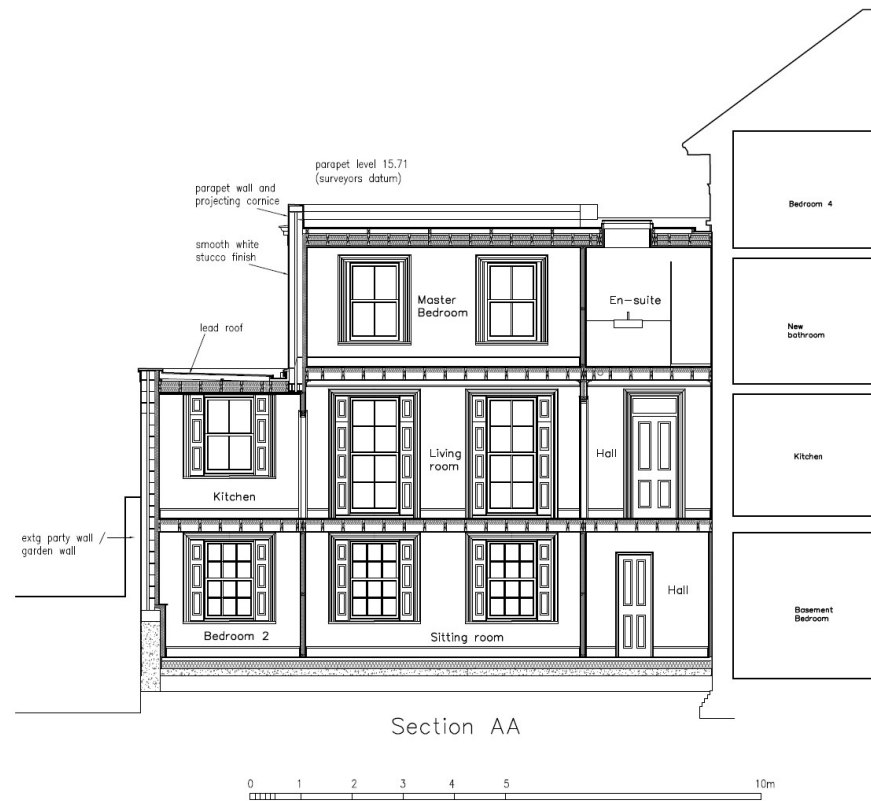 parapet level 15.71
(surveyors datum)
parapet wall and
projecting cornice
smooth white
stucco finish
lead roof
Bedroom 4
Master
Bedroom
En-suite
New
bathroom
Living
room
Hall
Kitchen
Kitchen
extg party wall /
garden wall
Bedroom 2
Sitting room
Hall
Basement
Bedroom
Section AA
0 1 2 3 4 5 10m